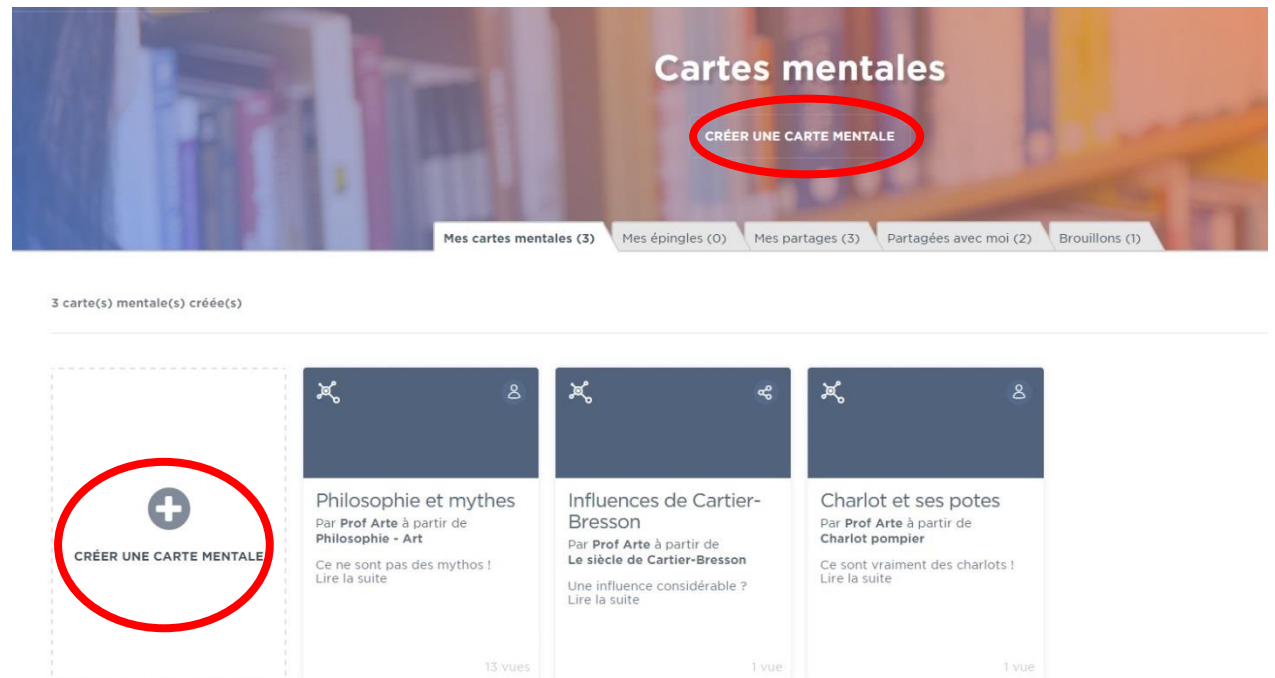 Cartes mentales
CRÉER UNE CARTE MENTALE
Mes cartes mentales (3)
Mes épingles (0)
Mes partages (3)
Partagées avec moi (2)
Brouillons (1)
3 carte(s) mentale(s) créée(s)
CRÉER UNE CARTE MENTALE
Philosophie et mythes
Par Prof Arte à partir de
Philosophie - Art
Ce ne sont pas des mythos !
Lire la suite
13 vues
Influences de Cartier-
Bresson
Par Prof Arte à partir de
Le siècle de Cartier-Bresson
Une influence considérable ?
Lire la suite
1 vue
Charlot et ses potes
Par Prof Arte à partir de
Charlot pompier
Ce sont vraiment des charlots !
Lire la suite
1 vue